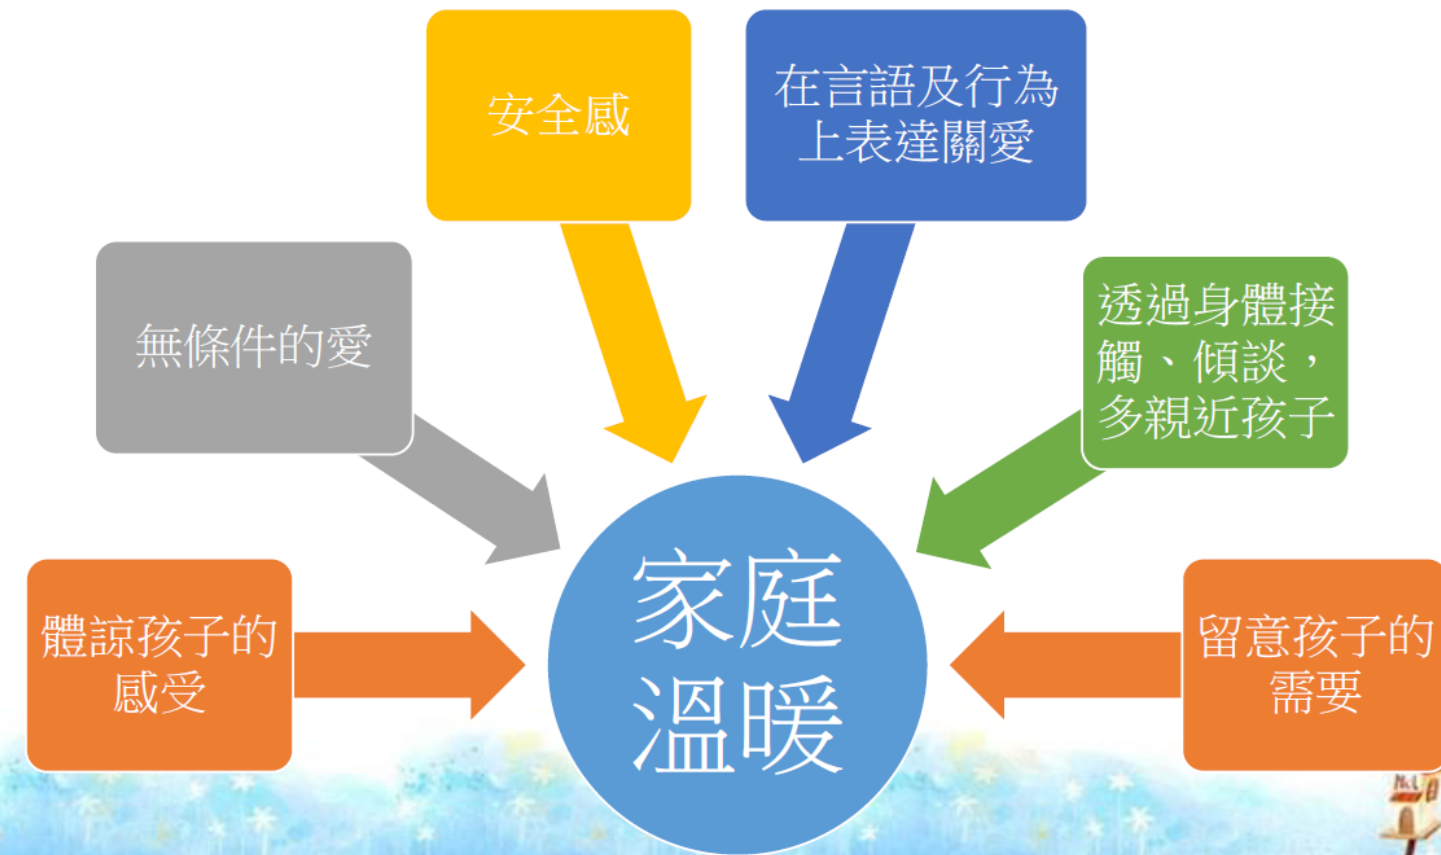 安全感
在言語及行為
上表達關愛
無條件的愛
透過身體接
觸、傾談，
多親近孩子
體諒孩子的
感受
家庭
溫暖
留意孩子的
需要